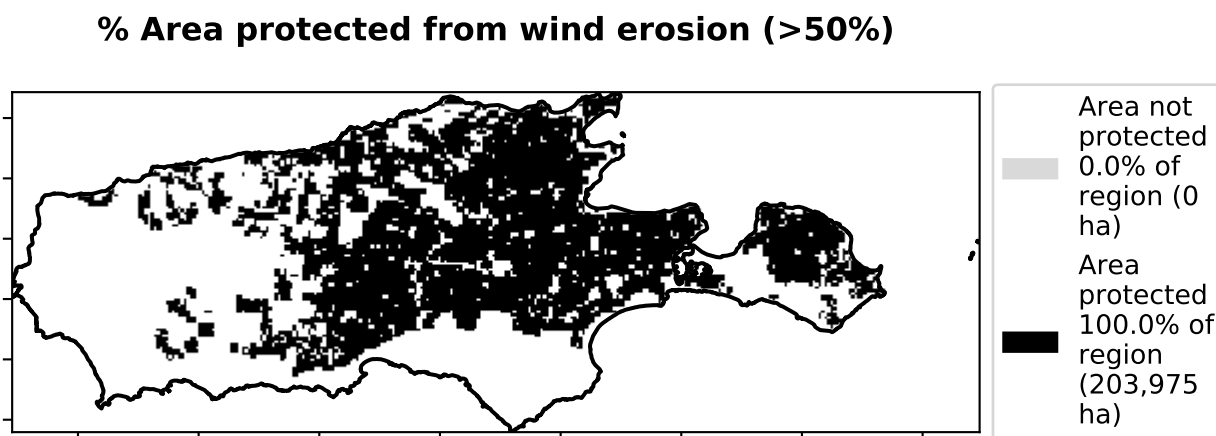 % Area protected from wind erosion (>50%)
Area not
protected
0.0% of
region (0
ha)
Area
protected
100.0% of
region
(203,975
ha)